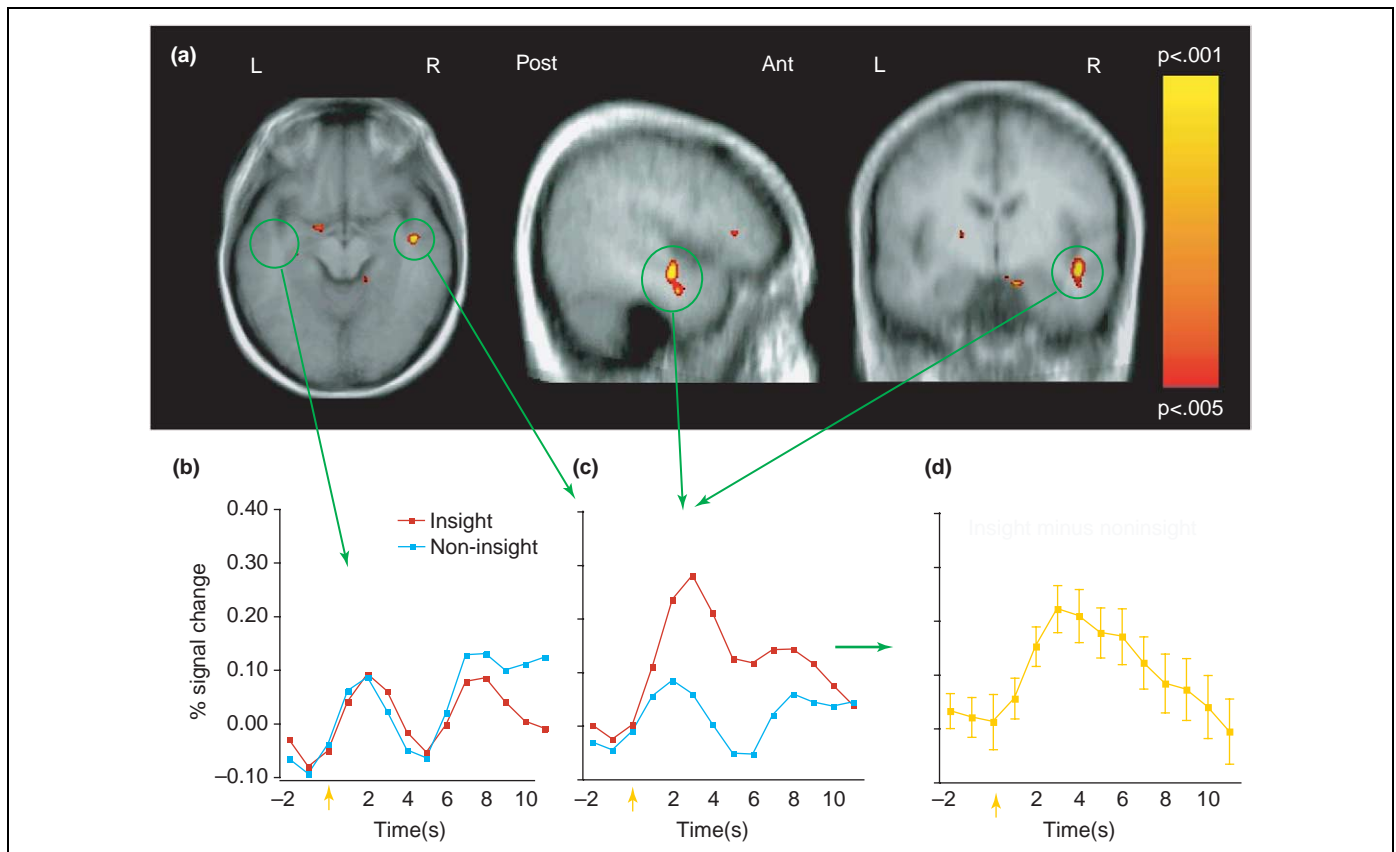 (a)
L R Post Ant L R
p<.001
p<.005
(b) (c) (d)
0.40
0.30
0.20
0.10
0.00
–0.10
% signal change
Insight
Non-insight
Insight minus noninsight
–2 2 4 6 8 10
Time(s)
–2 2 4 6 8 10
Time(s)
–2 2 4 6 8 10
Time(s)